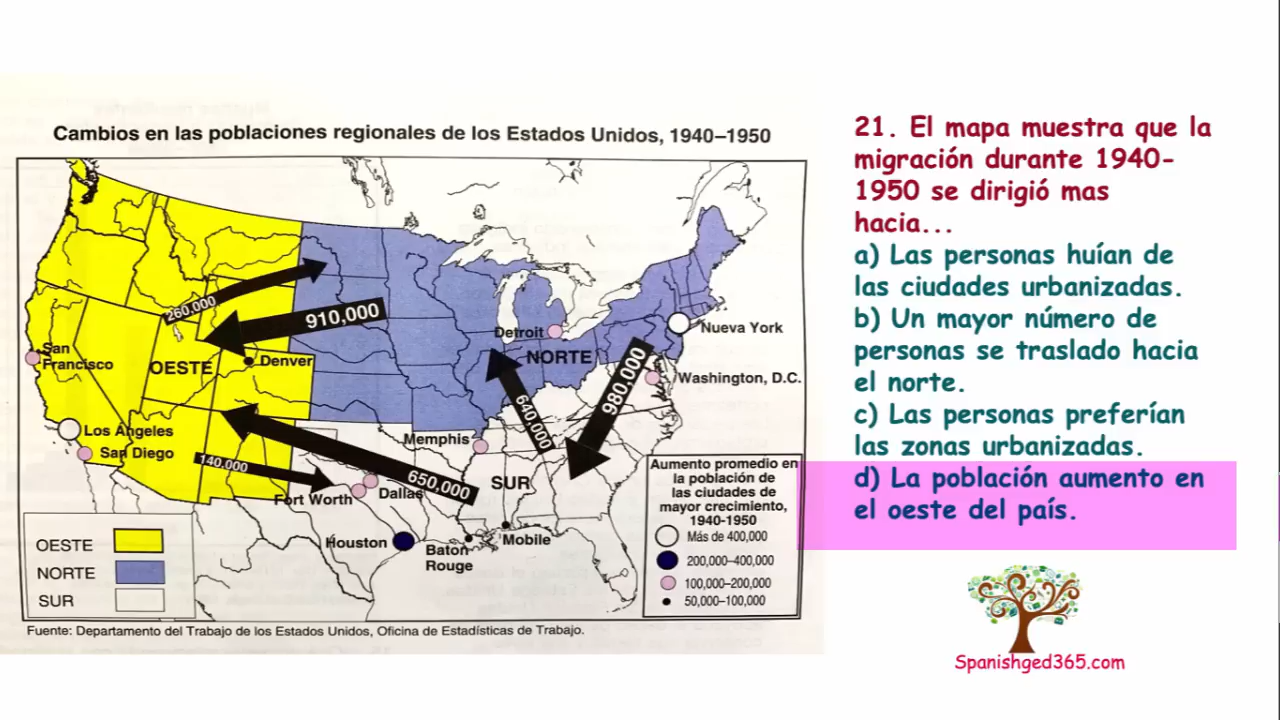 Cambios en las poblaciones regionales de los Estados Unidos, 1940–1950
260,000
910,000
San
Francisco
OESTE
Denver
Detroit
NORTE
Nueva York
980,000
Washington, D.C.
640,000
Los Angeles
San Diego
Memphis
140,000
650,000
SUR
Fort Worth
Dallas
Houston
Baton
Rouge
Mobile
OESTE
NORTE
SUR
Aumento promedio en
la población de
las ciudades de
mayor crecimiento,
1940-1950
Más de 400,000
200,000–400,000
100,000–200,000
50,000–100,000
Fuente: Departamento del Trabajo de los Estados Unidos, Oficina de Estadísticas de Trabajo.
21. El mapa muestra que la
migración durante 1940-
1950 se dirigió mas
hacia...
a) Las personas huían de
las ciudades urbanizadas.
b) Un mayor número de
personas se traslado hacia
el norte.
c) Las personas preferían
las zonas urbanizadas.
d) La población aumento en
el oeste del país.
Spanishged365.com